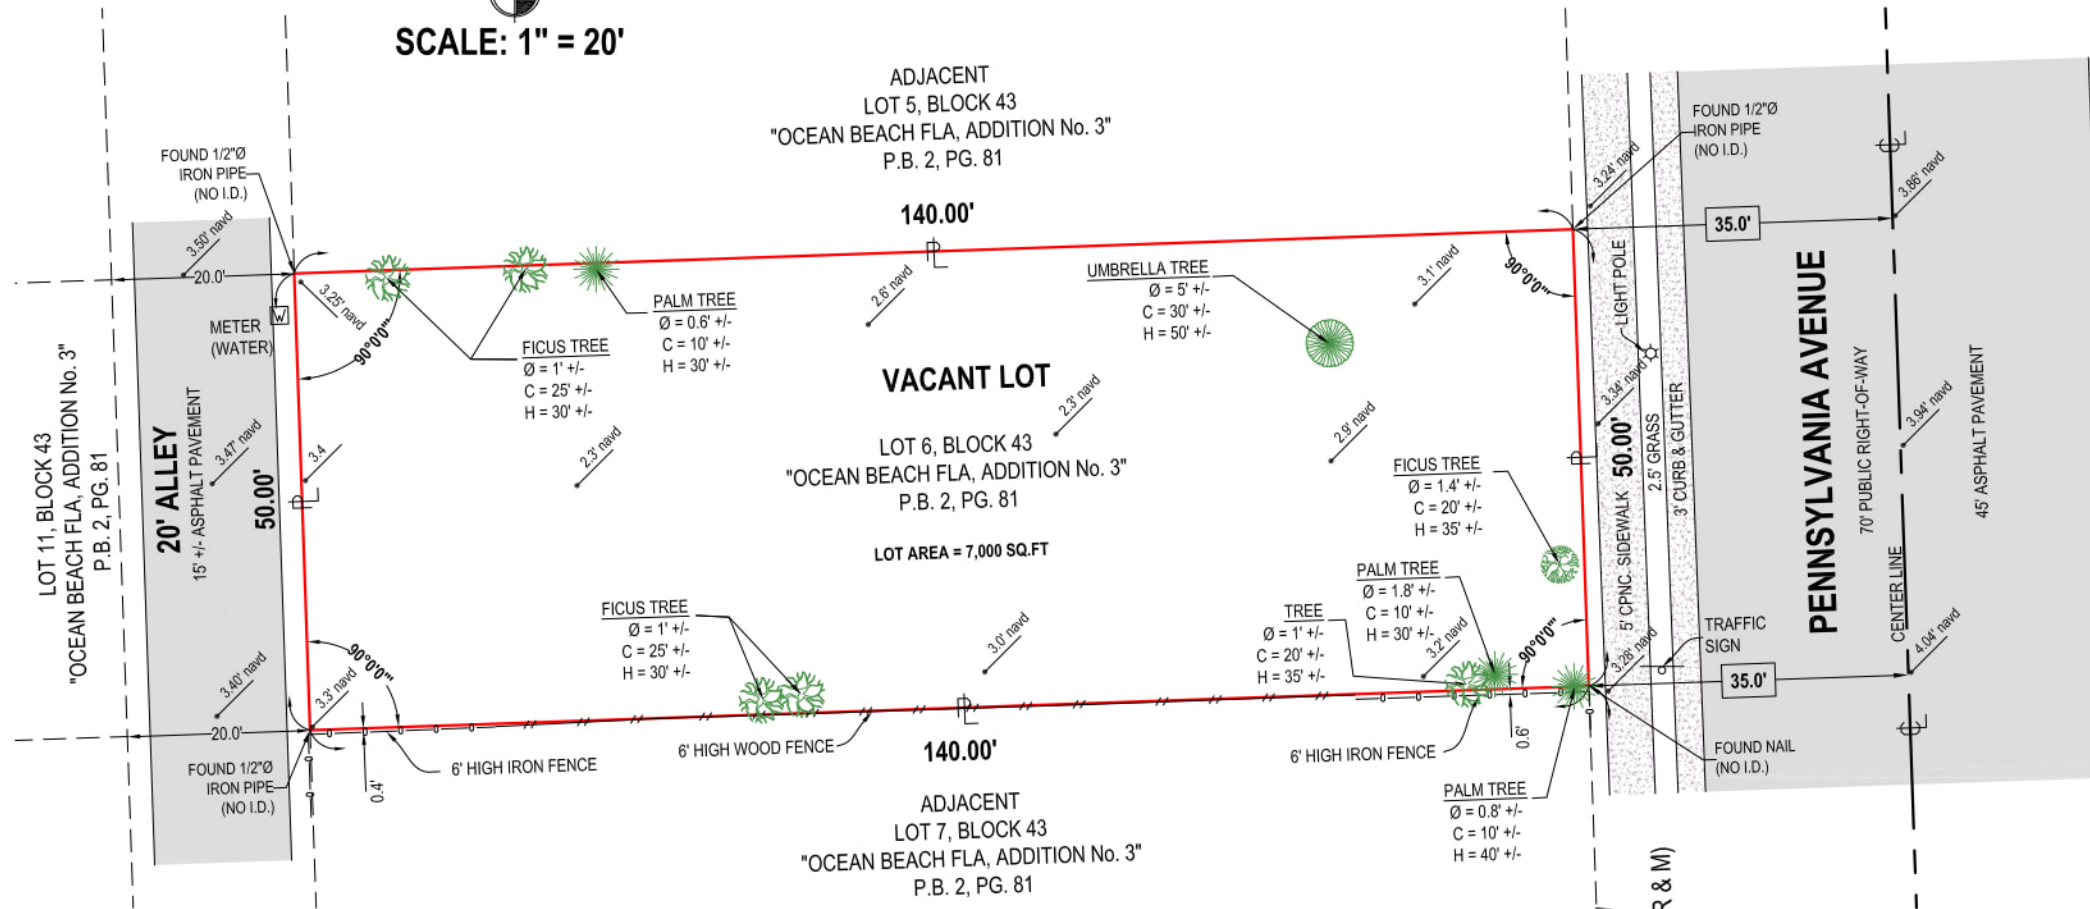 SCALE: 1" = 20'
ADJACENT
LOT 5, BLOCK 43
"OCEAN BEACH FLA, ADDITION No. 3"
P.B. 2, PG. 81
140.00'
FOUND 1/2"Ø
IRON PIPE
(NO I.D.)
FOUND 1/2"Ø
IRON PIPE
(NO I.D.)
3.50' navd
20.0'
3.25' navd
METER
(WATER)
W
90°0'0"
FICUS TREE
Ø = 1' +/-
C = 25' +/-
H = 30' +/-
PALM TREE
Ø = 0.6' +/-
C = 10' +/-
H = 30' +/-
2.6' navd
UMBRELLA TREE
Ø = 5' +/-
C = 30' +/-
H = 50' +/-
3.1' navd
90°0'0"
3.24' navd
35.0'
3.86' navd
LIGHT POLE
VACANT LOT
LOT 6, BLOCK 43
"OCEAN BEACH FLA, ADDITION No. 3"
P.B. 2, PG. 81
LOT AREA = 7,000 SQ.FT
2.3' navd
2.3' navd
2.9' navd
3.34' navd
3.94' navd
LOT 11, BLOCK 43
"OCEAN BEACH FLA, ADDITION No. 3"
P.B. 2, PG. 81
20' ALLEY
15' +/- ASPHALT PAVEMENT
3.47' navd
50.00'
3.4
FICUS TREE
Ø = 1.4' +/-
C = 20' +/-
H = 35' +/-
5' CPNC. SIDEWALK
50.00'
2.5' GRASS
3' CURB & GUTTER
PENNSYLVANIA AVENUE
70' PUBLIC RIGHT-OF-WAY
CENTER LINE
45' ASPHALT PAVEMENT
PALM TREE
Ø = 1.8' +/-
C = 10' +/-
H = 30' +/-
TREE
Ø = 1' +/-
C = 20' +/-
H = 35' +/-
3.2' navd
90°0'0"
FICUS TREE
Ø = 1' +/-
C = 25' +/-
H = 30' +/-
3.0' navd
90°0'0"
3.40' navd
3.3' navd
20.0'
3.28' navd
TRAFFIC
SIGN
35.0'
4.04' navd
FOUND 1/2"Ø
IRON PIPE
(NO I.D.)
0.4'
6' HIGH IRON FENCE
6' HIGH WOOD FENCE
140.00'
6' HIGH IRON FENCE
0.6'
FOUND NAIL
(NO I.D.)
PALM TREE
Ø = 0.8' +/-
C = 10' +/-
H = 40' +/-
ADJACENT
LOT 7, BLOCK 43
"OCEAN BEACH FLA, ADDITION No. 3"
P.B. 2, PG. 81
R & M)